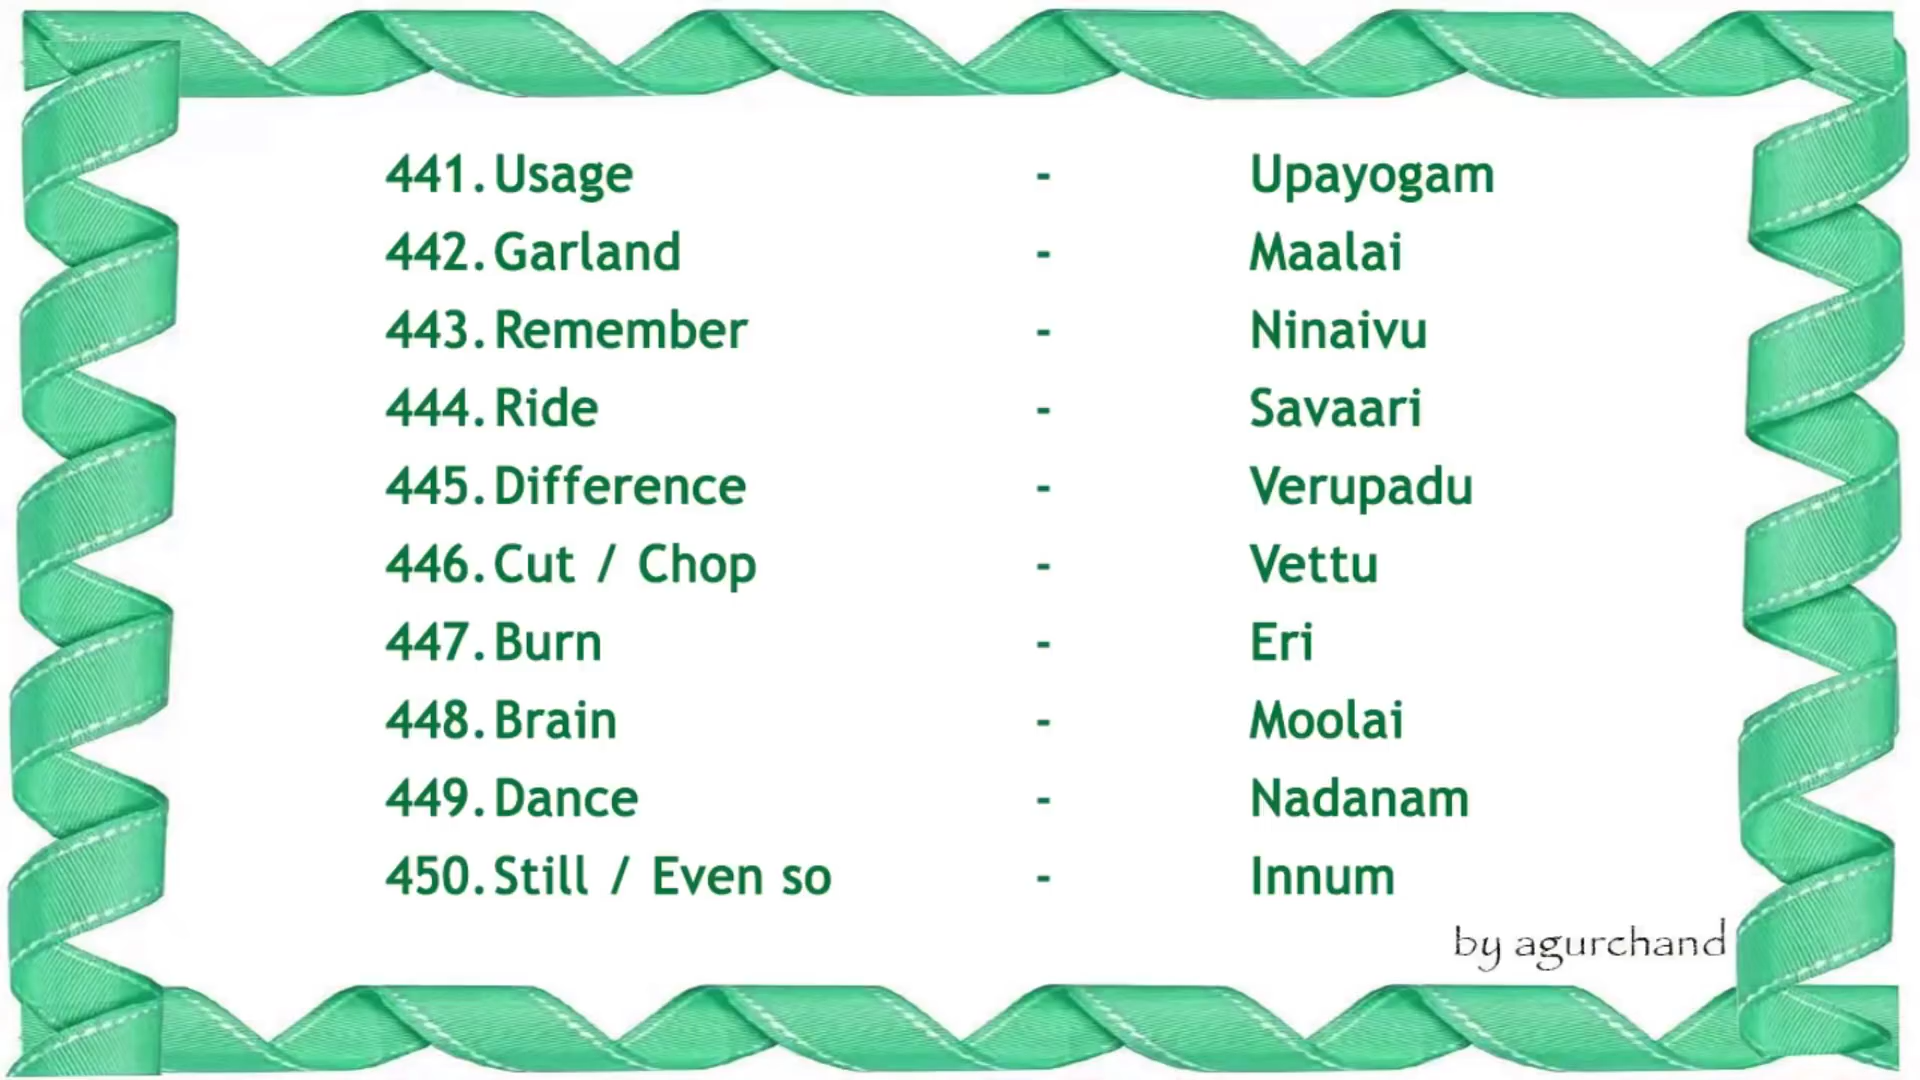 441. Usage - Upayogam
442. Garland - Maalai
443. Remember - Ninaivu
444. Ride - Savaari
445. Difference - Verupadu
446. Cut / Chop - Vettu
447. Burn - Eri
448. Brain - Moolai
449. Dance - Nadanam
450. Still / Even so - Innum
by agurchand